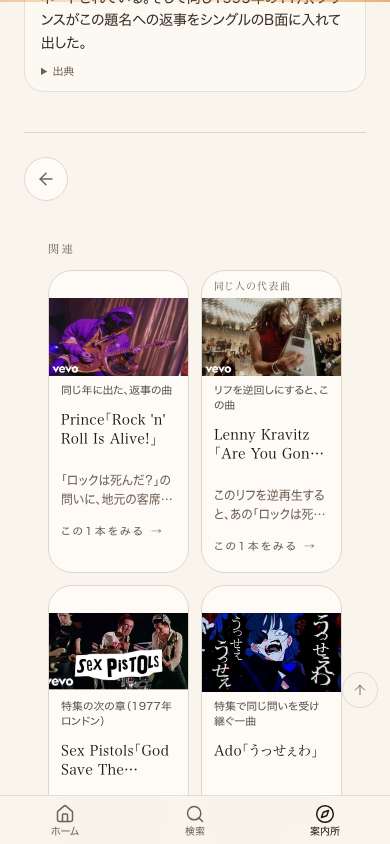 ンスがこの題名への返事をシングルのB面に入れて
出した。
▶ 出典
関連
vevo
同じ年に出た、返事の曲
Prince「Rock 'n'
Roll Is Alive!」
「ロックは死んだ?」の
問いに、地元の客席…
この1本をみる →
同じ人の代表曲
vevo
リフを逆回しにすると、こ
の曲
Lenny Kravitz
「Are You Gon…
このリフを逆再生する
と、あの「ロックは死…
この1本をみる →
SEX PISTOLS
vevo
特集の次の章(1977年
ロンドン)
Sex Pistols「God
Save The…
うっせぇ
うっせぇ
うっせぇわ
特集で同じ問いを受け
継ぐ一曲
Ado「うっせぇわ」
ホーム
検索
案内所